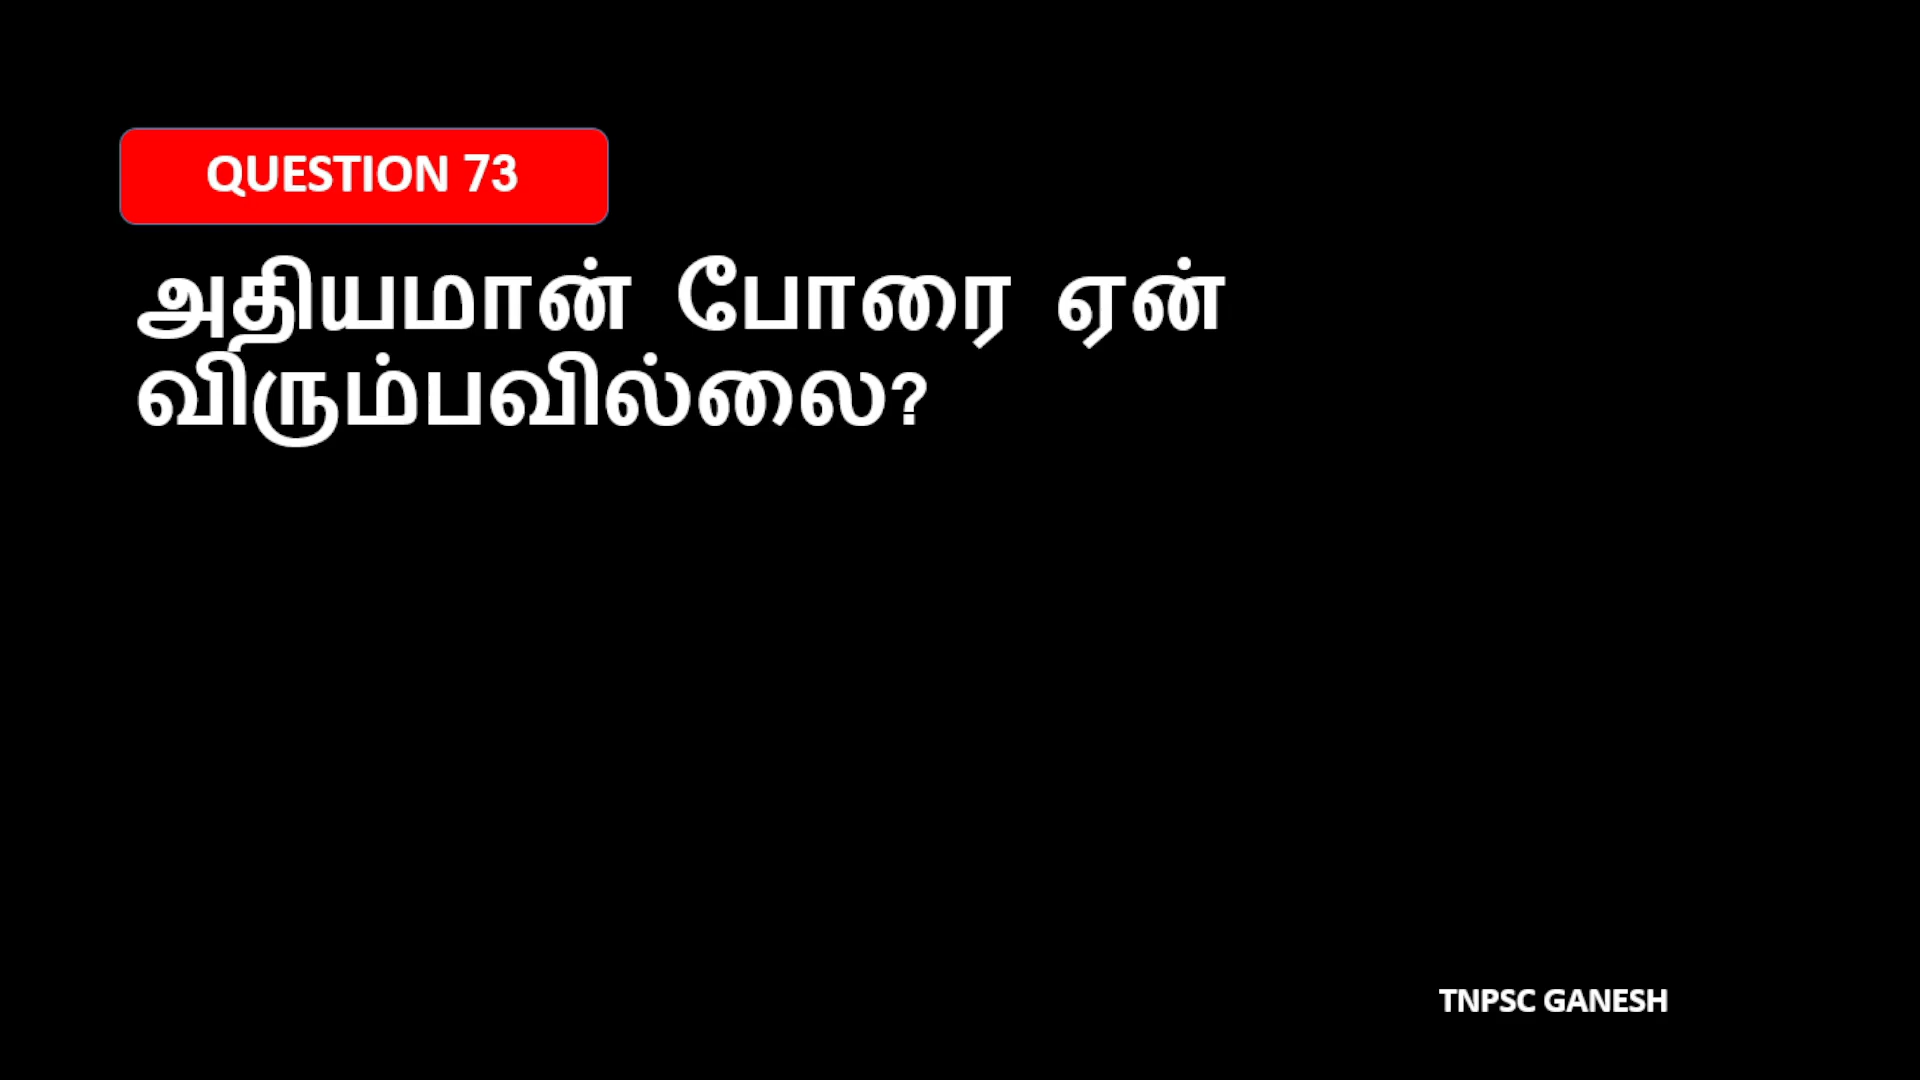 QUESTION 73
அதியமான் போரை ஏன்
விரும்பவில்லை?
TNPSC GANESH